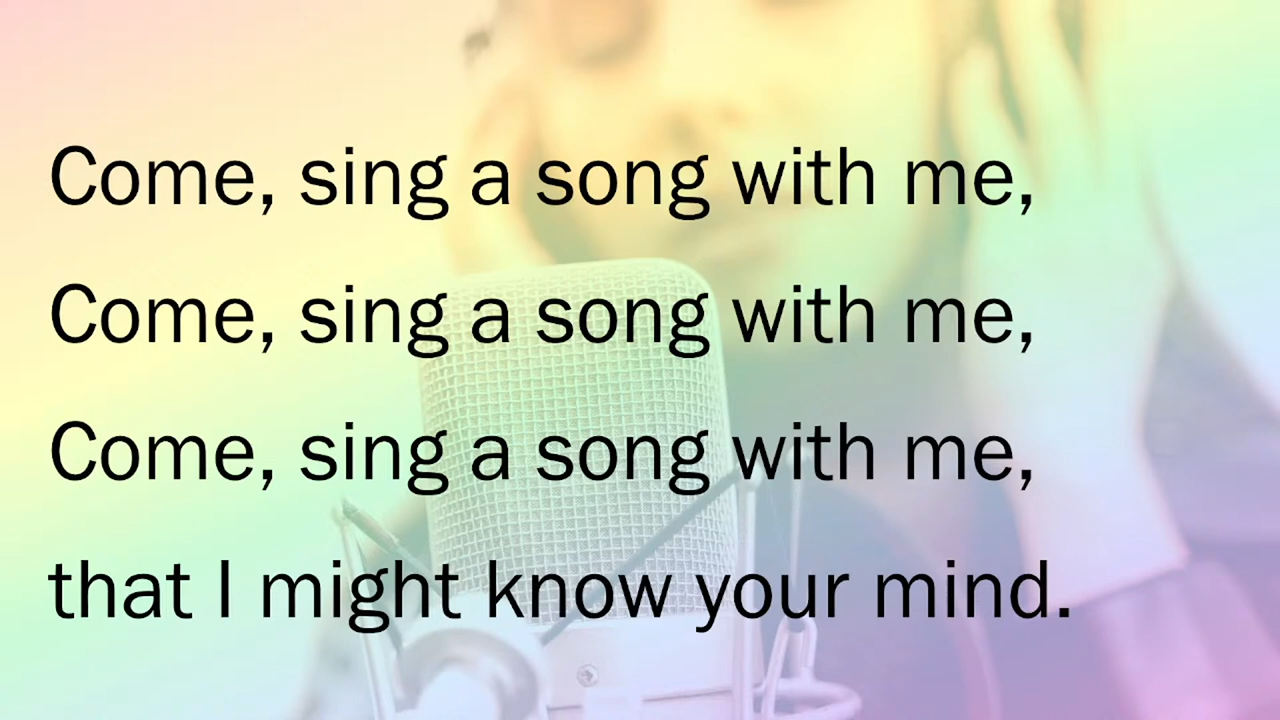 Come, sing a song with me,
Come, sing a song with me,
Come, sing a song with me,
that I might know your mind.